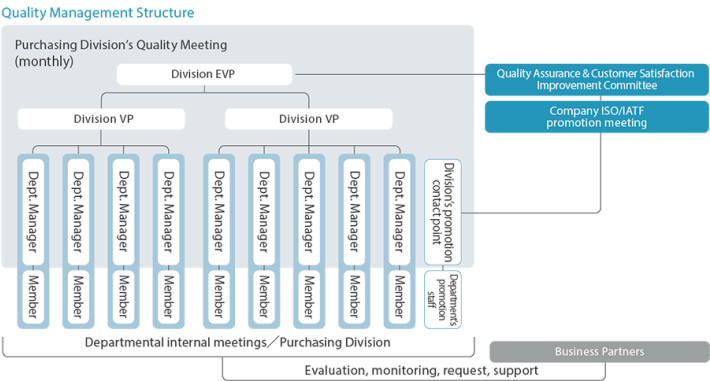 Quality Management Structure
Purchasing Division's Quality Meeting
(monthly)
Division EVP
Quality Assurance & Customer Satisfaction
Improvement Committee
Company ISO/IATF
promotion meeting
Division VP
Division VP
Dept. Manager
Dept. Manager
Dept. Manager
Dept. Manager
Dept. Manager
Dept. Manager
Dept. Manager
Dept. Manager
Dept. Manager
Division's promotion
contact point
Member
Member
Member
Member
Member
Member
Member
Member
Member
Department's
promotion
staff
Departmental internal meetings／Purchasing Division
Business Partners
Evaluation, monitoring, request, support